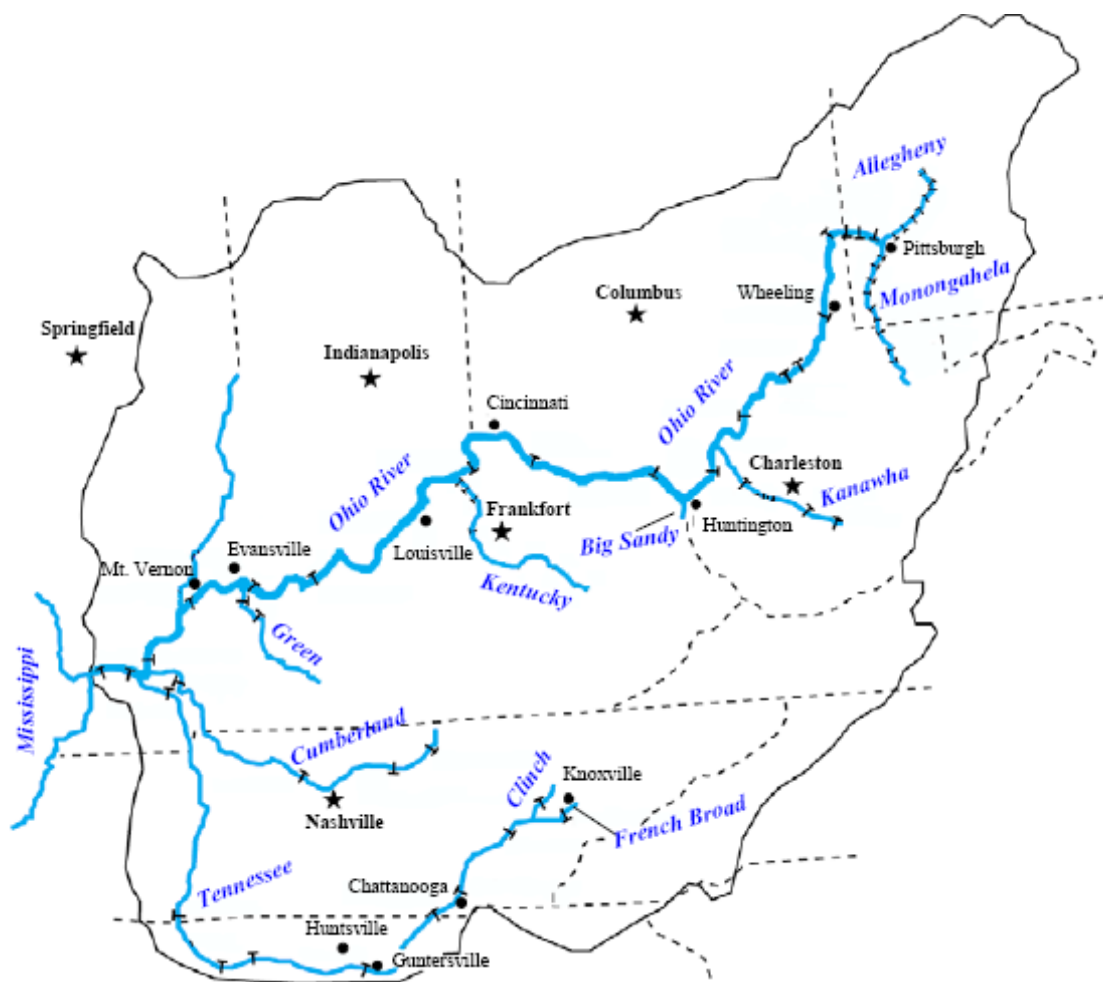 Allegheny
Pittsburgh
Monongahela
Columbus
Wheeling
Springfield
Indianapolis
Cincinnati
Ohio River
Charleston
Kanawha
Ohio River
Frankfort
Huntington
Big Sandy
Louisville
Evansville
Mt. Vernon
Kentucky
Green
Mississippi
Cumberland
Clinch
Knoxville
Nashville
French Broad
Tennessee
Chattanooga
Huntsville
Guntersville